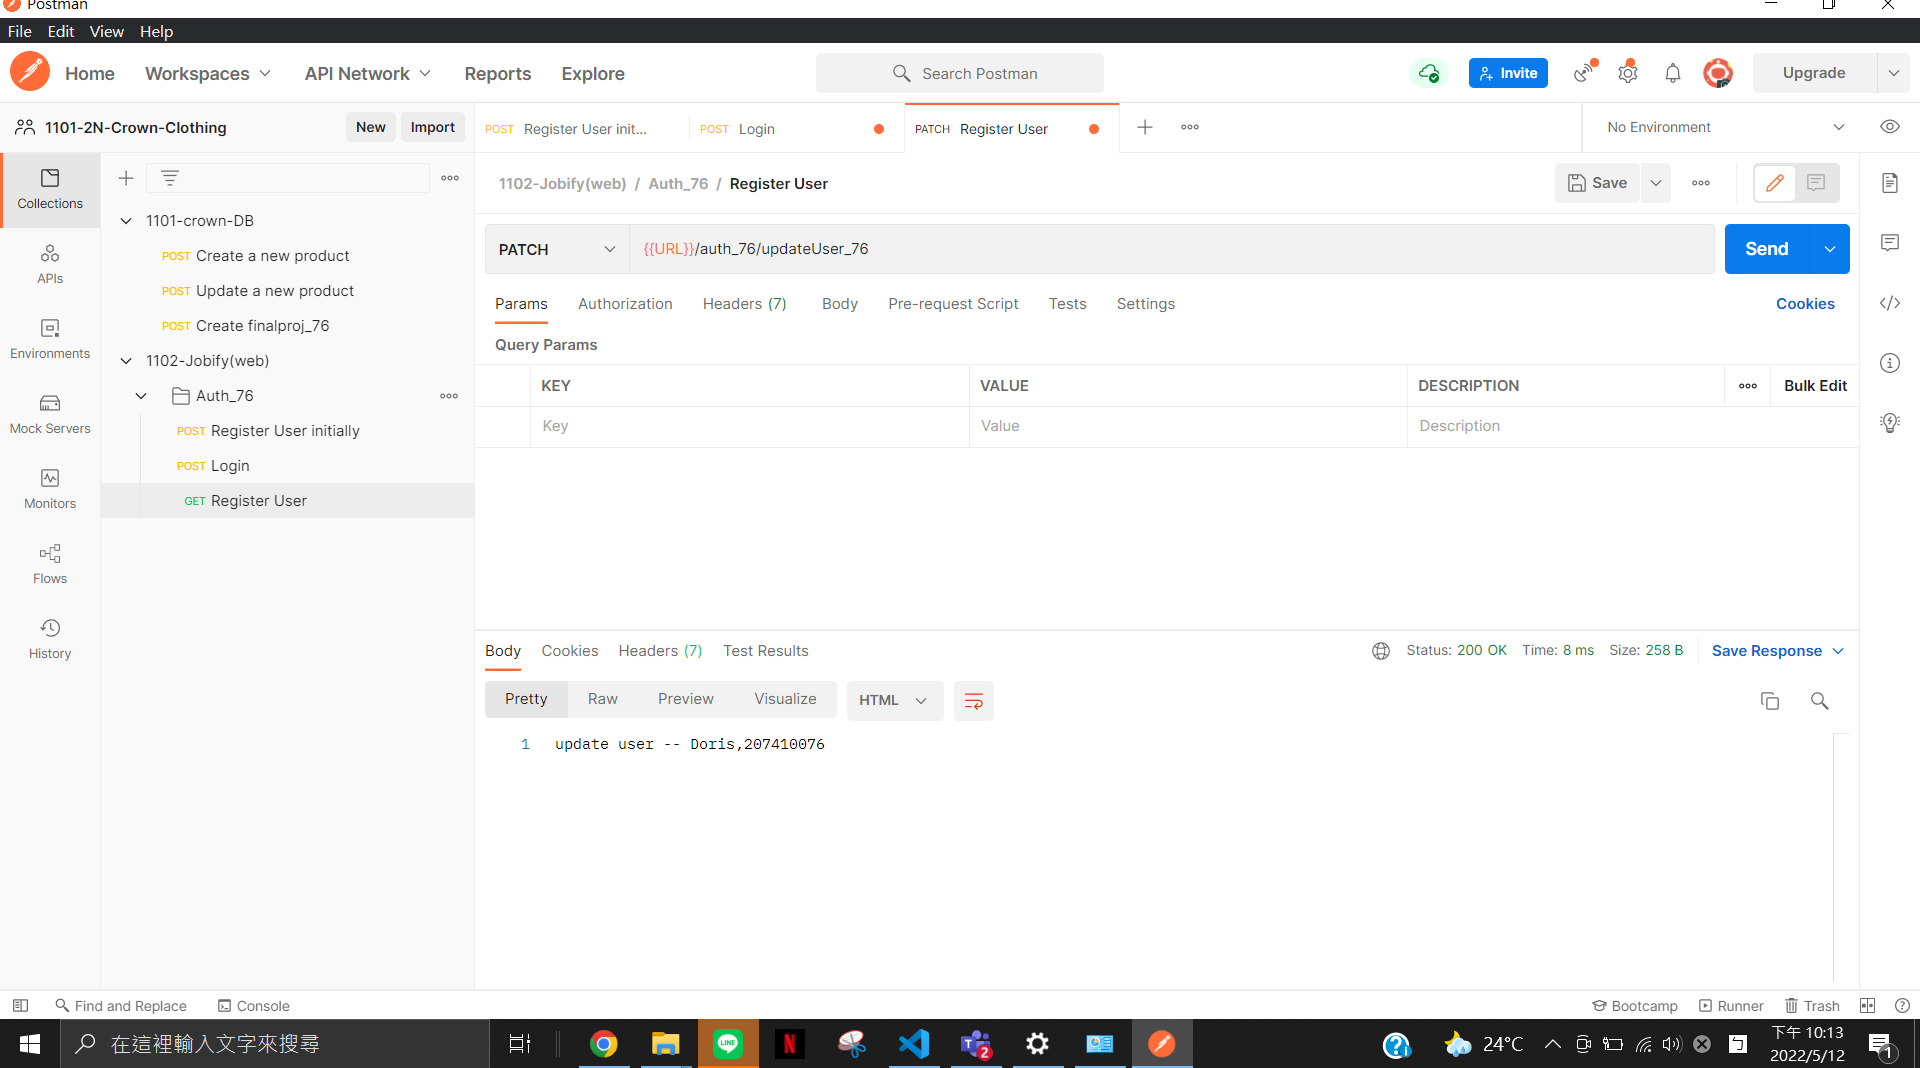 Postman
File Edit View Help
Home Workspaces API Network Reports Explore Search Postman Invite Upgrade
1101-2N-Crown-Clothing New Import POST Register User init... POST Login PATCH Register User No Environment
Collections
APIs
Environments
Mock Servers
Monitors
Flows
History
1101-crown-DB
POST Create a new product
POST Update a new product
POST Create finalproj_76
1102-Jobify(web)
Auth_76
POST Register User initially
POST Login
GET Register User
1102-Jobify(web) / Auth_76 / Register User Save
PATCH {{URL}}/auth_76/updateUser_76 Send
Params Authorization Headers (7) Body Pre-request Script Tests Settings Cookies
Query Params
KEY VALUE DESCRIPTION Bulk Edit
Key Value Description
Body Cookies Headers (7) Test Results Status: 200 OK Time: 8 ms Size: 258 B Save Response
Pretty Raw Preview Visualize HTML
1 update user -- Doris,207410076
Find and Replace Console Bootcamp Runner Trash
在這裡輸入文字來搜尋 LINE N 2 24°C 下午 10:13
2022/5/12 1